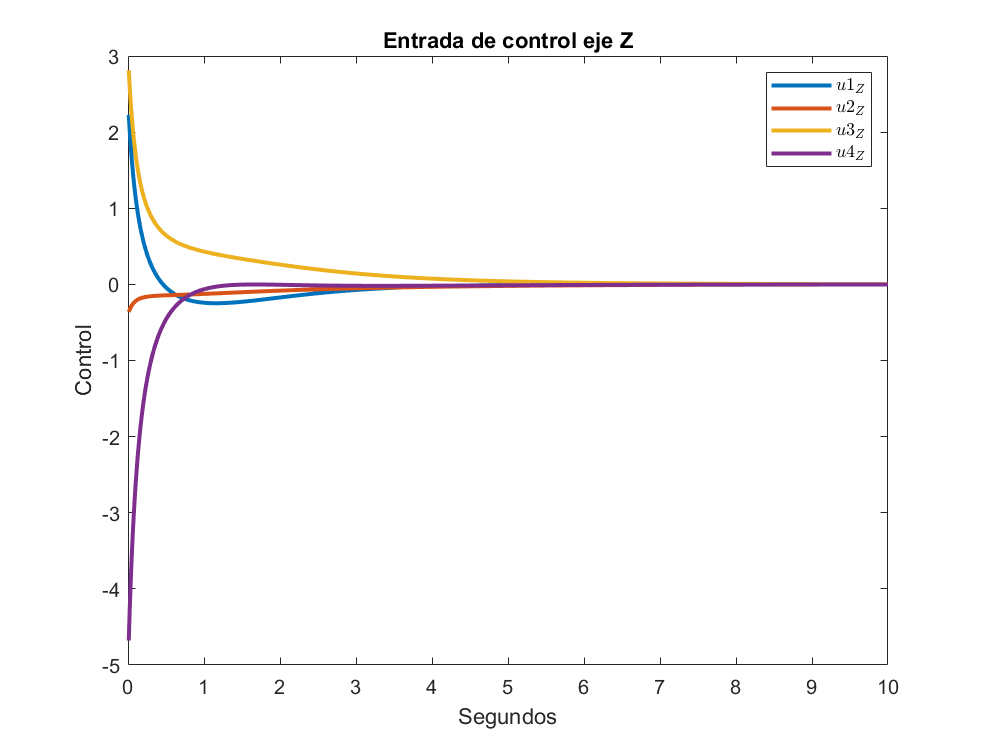 Entrada de control eje Z
u1_Z
u2_Z
u3_Z
u4_Z
Control
3
2
1
0
-1
-2
-3
-4
-5
0 1 2 3 4 5 6 7 8 9 10
Segundos